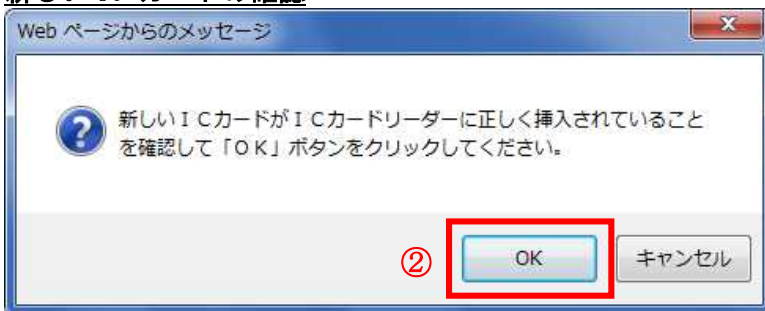 Web ページからのメッセージ
新しいＩＣカードがＩＣカードリーダーに正しく挿入されていること
を確認して「ＯＫ」ボタンをクリックしてください。
②
OK
キャンセル